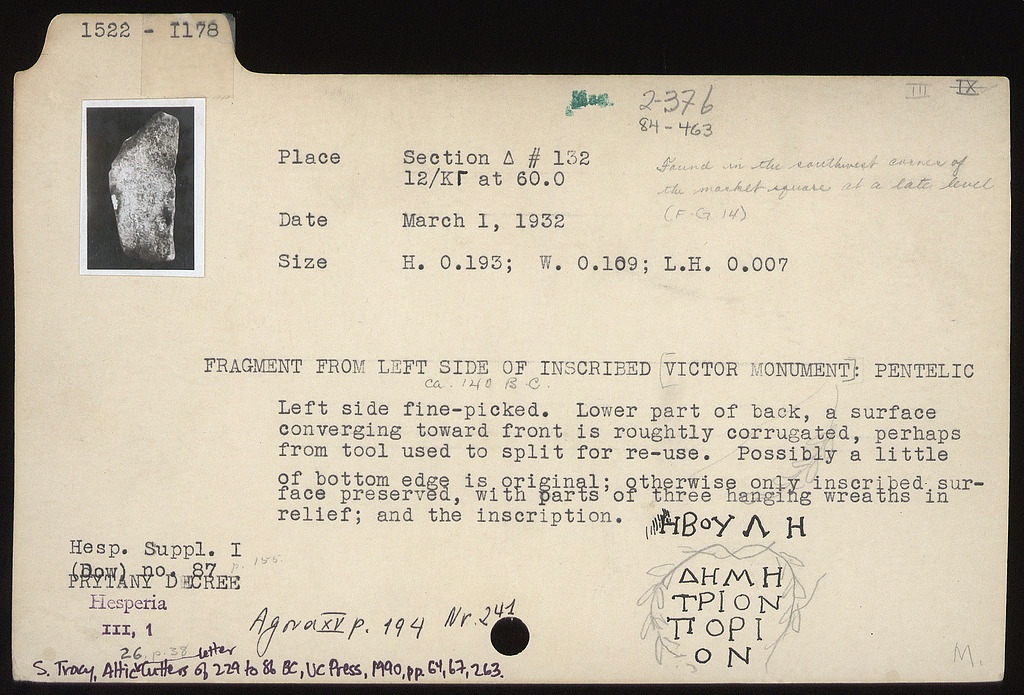 1522 - I178
2-376
84-463
III IX
Place Section Δ # 132
12/ΚΓ at 60.0
Found in the southwest corner of
the market square at a late level
(F-G 14)
Date March I, 1932
Size H. 0.193; W. 0.109; L.H. 0.007
FRAGMENT FROM LEFT SIDE OF INSCRIBED [VICTOR MONUMENT]: PENTELIC
ca. 140 B.C.
Left side fine-picked. Lower part of back, a surface
converging toward front is roughtly corrugated, perhaps
from tool used to split for re-use. Possibly a little
of bottom edge is original; otherwise only inscribed sur-
face preserved, with parts of three hanging wreaths in
relief; and the inscription.
ΗΒΟΥΛΗ
ΔΗΜΗ
ΤΡΙΟΝ
ΠΟΡΙ
ΟΝ
Hesp. Suppl. I
(Dow) no. 87 p. 155.
PRYTANY DECREE
Hesperia
III, 1
26 p. 38
Agora XV p. 194 Nr. 241
S. Tracy, Attic Letter Cutters of 229 to 86 BC, UC Press, 1990, pp. 64, 67, 263.
M.